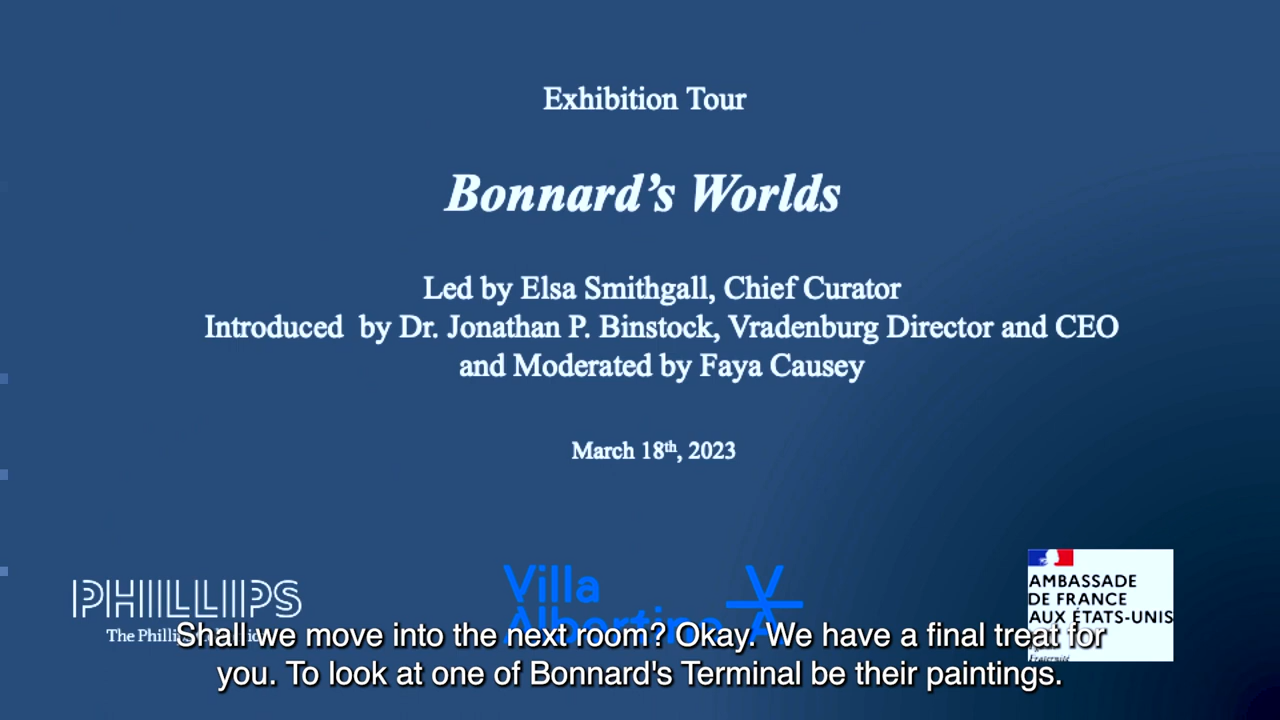 Exhibition Tour
Bonnard’s Worlds
Led by Elsa Smithgall, Chief Curator
Introduced by Dr. Jonathan P. Binstock, Vradenburg Director and CEO
and Moderated by Faya Causey
March 18th, 2023
PHILLIPS
The
Villa
AMBASSADE
DE FRANCE
AUX ÉTATS-UNIS
Fraternité
Shall we move into the next room? Okay. We have a final treat for
you. To look at one of Bonnard's Terminal be their paintings.